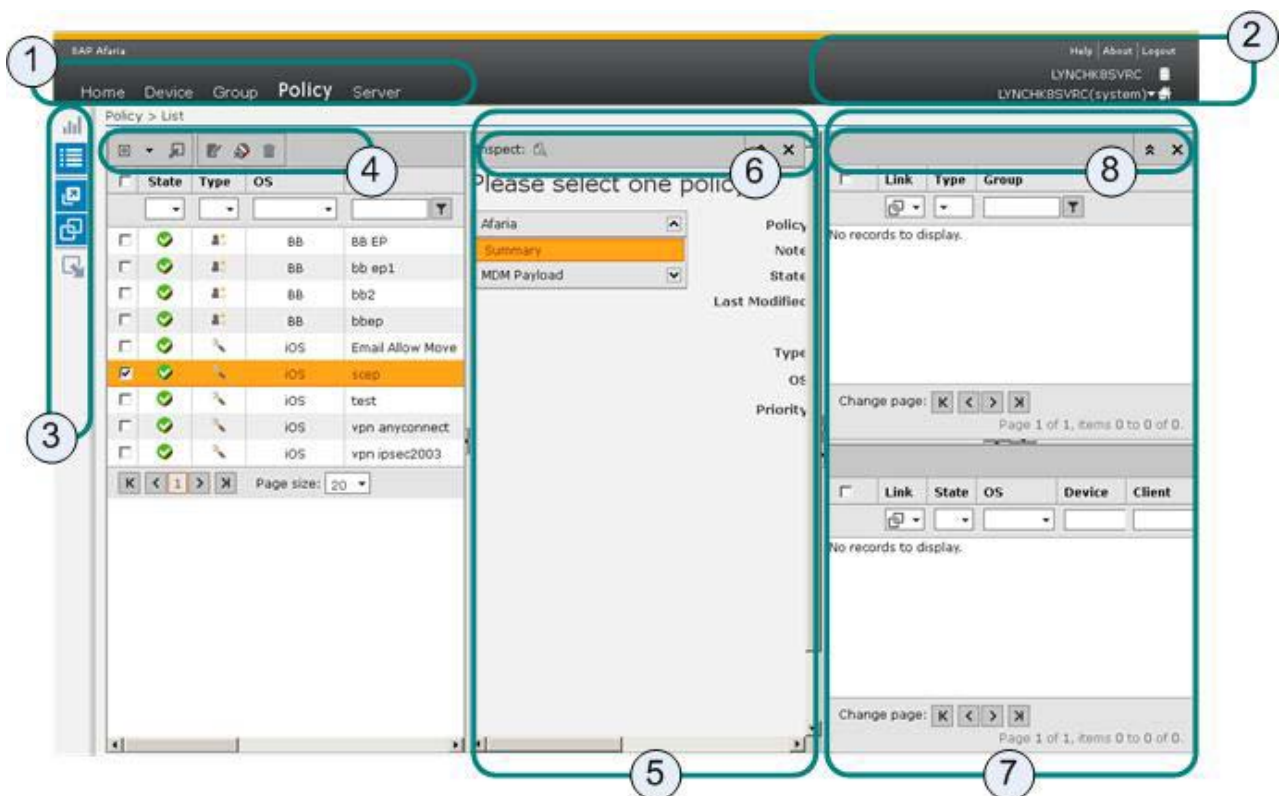 SAP Afaria
Help | About | Logout
1
2
LYNCHK8SVRC
Home Device Group Policy Server
LYNCHK8SVRC(system)
Policy > List
3
4
nspect:
6
8
State Type OS
Please select one polic
Link Type Group
Afaria
Policy
No records to display.
BB BB EP
Summary
Note
BB bb ep1
MDM Payload
State
BB bb2
Last Modified
BB bbep
iOS Email Allow Move
Type
iOS scep
OS
iOS test
Priority
Change page:
iOS vpn anyconnect
Page 1 of 1, items 0 to 0 of 0.
iOS vpn ipsec2003
1 Page size: 20
Link State OS Device Client
No records to display.
Change page:
Page 1 of 1, items 0 to 0 of 0.
5
7